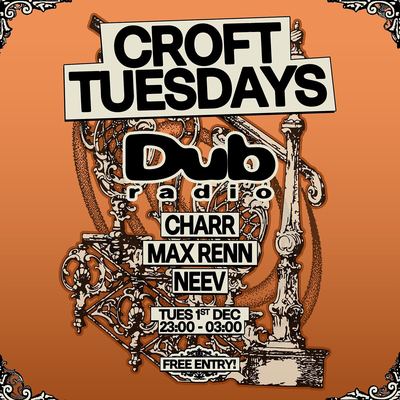 CROFT
TUESDAYS
Dub
radio
CHARR
MAX RENN
NEEV
TUES 1ST DEC
23:00 - 03:00
FREE ENTRY!